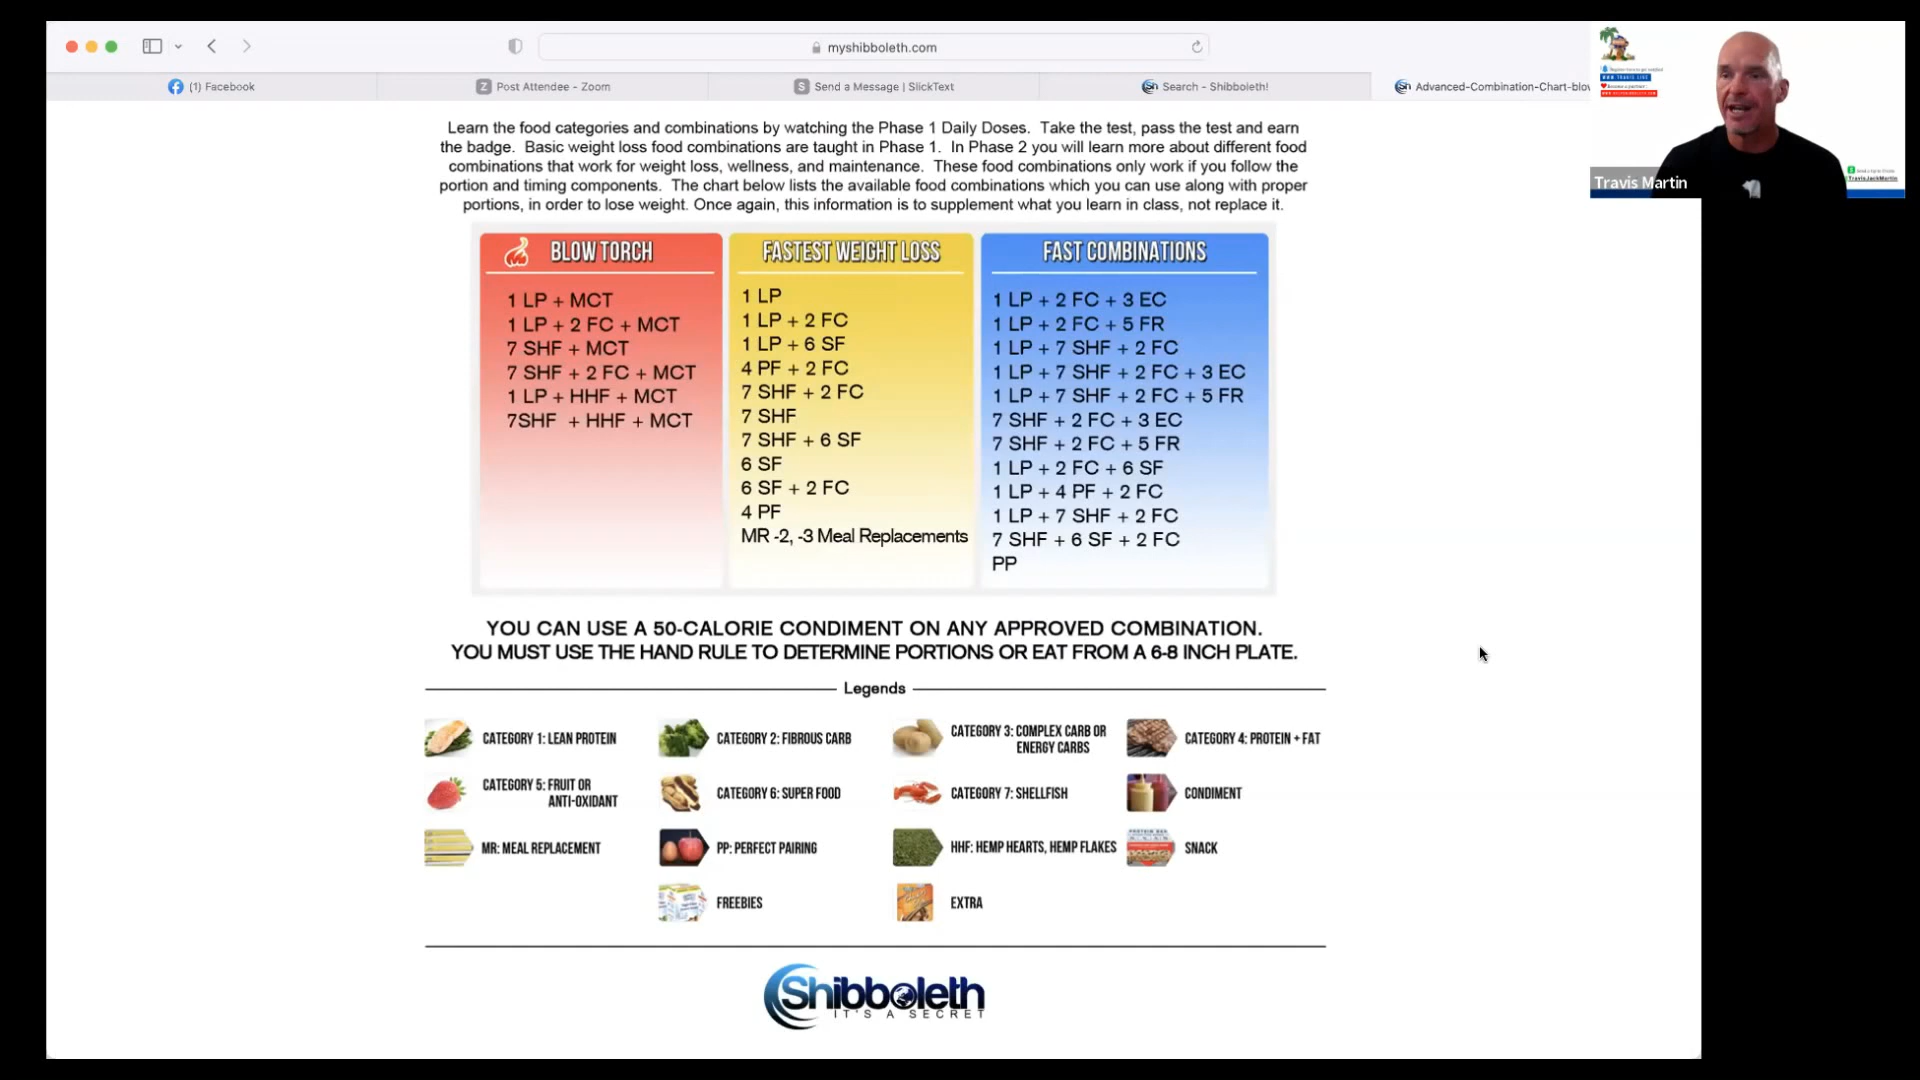 myshibboleth.com
(1) Facebook
Z Post Attendee - Zoom
S Send a Message | SlickText
Sh Search - Shibboleth!
Sh Advanced-Combination-Chart-blov
Learn the food categories and combinations by watching the Phase 1 Daily Doses. Take the test, pass the test and earn
the badge. Basic weight loss food combinations are taught in Phase 1. In Phase 2 you will learn more about different food
combinations that work for weight loss, wellness, and maintenance. These food combinations only work if you follow the
portion and timing components. The chart below lists the available food combinations which you can use along with proper
portions, in order to lose weight. Once again, this information is to supplement what you learn in class, not replace it.
Travis Martin
BLOW TORCH
1 LP + MCT
1 LP + 2 FC + MCT
7 SHF + MCT
7 SHF + 2 FC + MCT
1 LP + HHF + MCT
7SHF + HHF + MCT
FASTEST WEIGHT LOSS
1 LP
1 LP + 2 FC
1 LP + 6 SF
4 PF + 2 FC
7 SHF + 2 FC
7 SHF
7 SHF + 6 SF
6 SF
6 SF + 2 FC
4 PF
MR -2, -3 Meal Replacements
FAST COMBINATIONS
1 LP + 2 FC + 3 EC
1 LP + 2 FC + 5 FR
1 LP + 7 SHF + 2 FC
1 LP + 7 SHF + 2 FC + 3 EC
1 LP + 7 SHF + 2 FC + 5 FR
7 SHF + 2 FC + 3 EC
7 SHF + 2 FC + 5 FR
1 LP + 2 FC + 6 SF
1 LP + 4 PF + 2 FC
1 LP + 7 SHF + 2 FC
7 SHF + 6 SF + 2 FC
PP
YOU CAN USE A 50-CALORIE CONDIMENT ON ANY APPROVED COMBINATION.
YOU MUST USE THE HAND RULE TO DETERMINE PORTIONS OR EAT FROM A 6-8 INCH PLATE.
Legends
CATEGORY 1: LEAN PROTEIN
CATEGORY 2: FIBROUS CARB
CATEGORY 3: COMPLEX CARB OR
ENERGY CARBS
CATEGORY 4: PROTEIN + FAT
CATEGORY 5: FRUIT OR
ANTI-OXIDANT
CATEGORY 6: SUPER FOOD
CATEGORY 7: SHELLFISH
CONDIMENT
MR: MEAL REPLACEMENT
PP: PERFECT PAIRING
HHF: HEMP HEARTS, HEMP FLAKES
SNACK
FREEBIES
EXTRA
Shibboleth
IT'S A SECRET